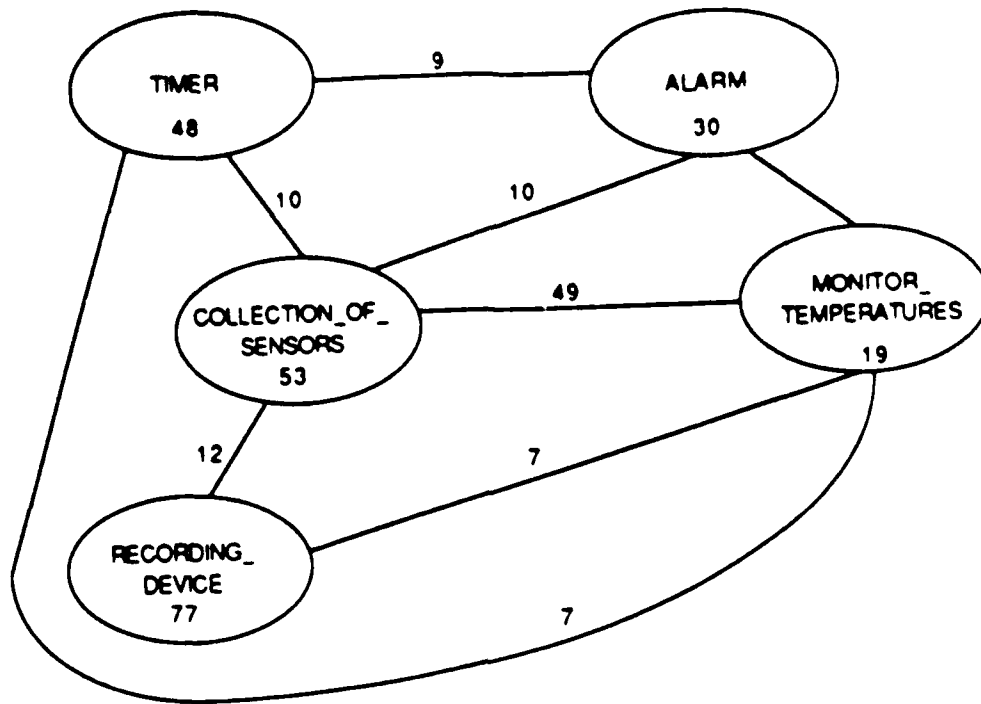 9
TIMER
48
ALARM
30
10
10
49
MONITOR_
TEMPERATURES
19
COLLECTION_OF_
SENSORS
53
12
7
RECORDING_
DEVICE
77
7